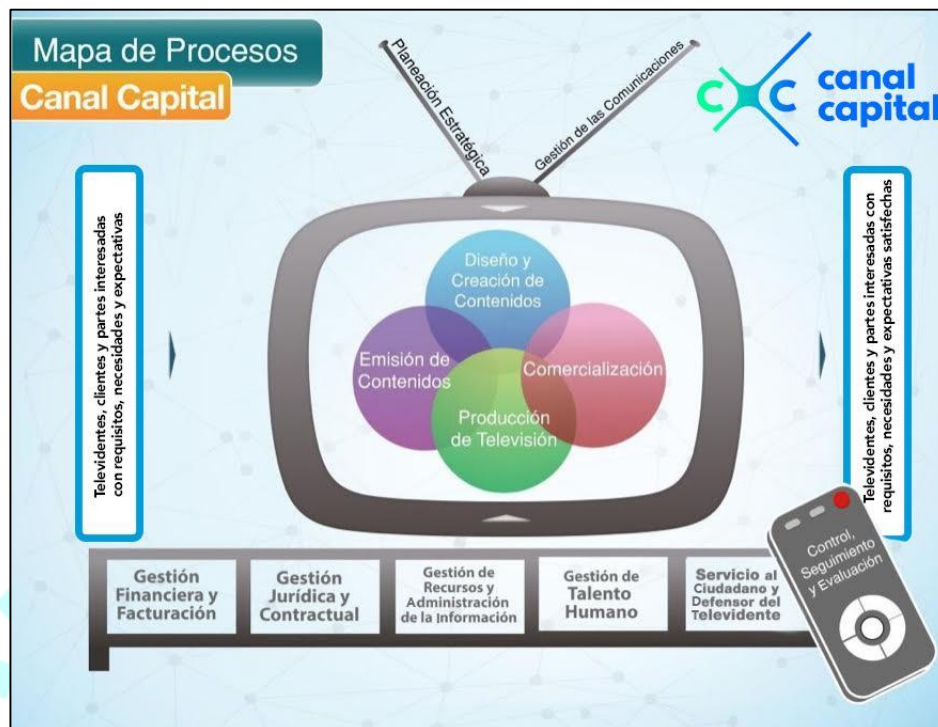 Mapa de Procesos
Canal Capital
Planeación Estratégica
Gestión de las Comunicaciones
CXC canal
capital
Televidentes, clientes y partes interesadas
con requisitos, necesidades y expectativas
Diseño y
Creación de
Contenidos
Emisión de
Contenidos
Comercialización
Producción
de Televisión
Televidentes, clientes y partes interesadas con
requisitos, necesidades y expectativas satisfechas
Control,
Seguimiento
y Evaluación
Gestión
Financiera y
Facturación
Gestión
Jurídica y
Contractual
Gestión de
Recursos y
Administración
de la Información
Gestión de
Talento
Humano
Servicio al
Ciudadano y
Defensor del
Televidente